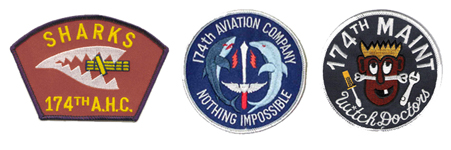 SHARKS
174TH A.H.C.
174th AVIATION COMPANY
NOTHING IMPOSSIBLE
174TH MAINT
Witch Doctors